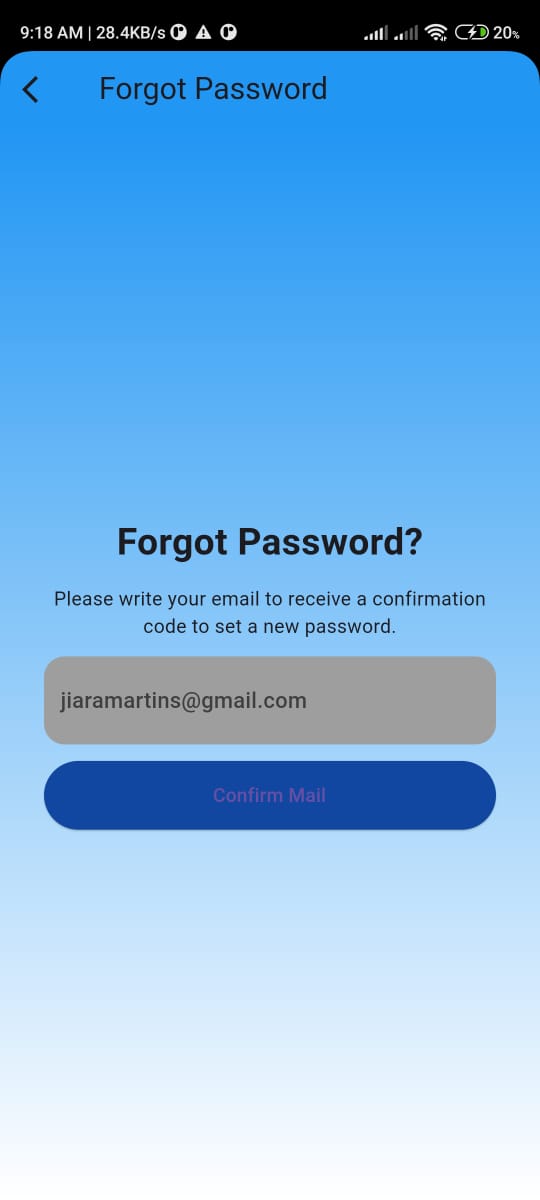 9:18 AM | 28.4KB/s 20%
Forgot Password
Forgot Password?
Please write your email to receive a confirmation
code to set a new password.
jiaramartins@gmail.com
Confirm Mail